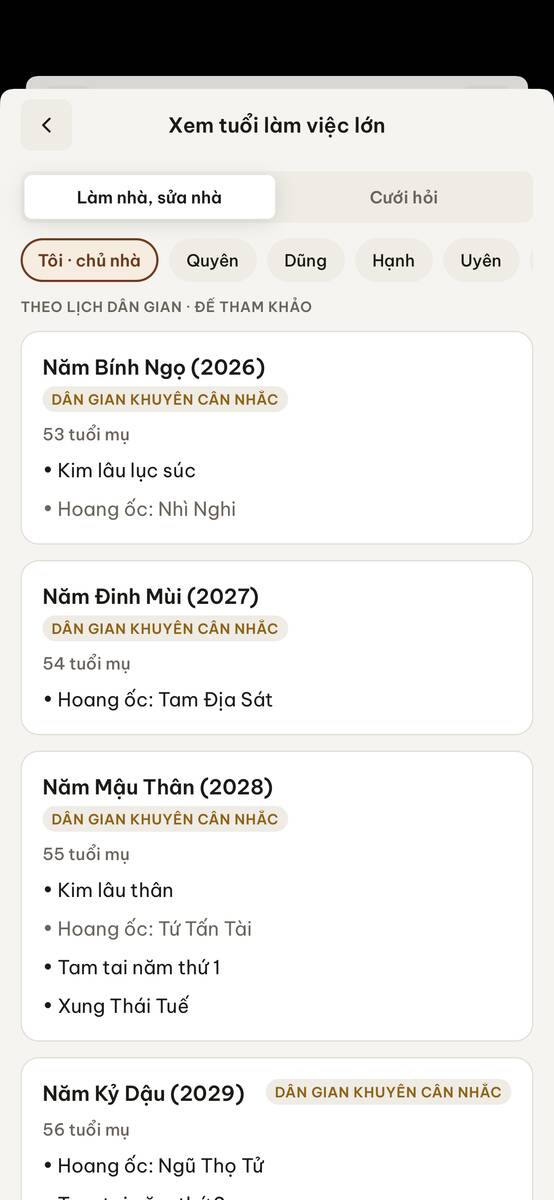 Xem tuổi làm việc lớn
Làm nhà, sửa nhà
Cưới hỏi
Tôi · chủ nhà
Quyên
Dũng
Hạnh
Uyên
THEO LỊCH DÂN GIAN · ĐỂ THAM KHẢO
Năm Bính Ngọ (2026)
DÂN GIAN KHUYÊN CÂN NHẮC
53 tuổi mụ
• Kim lâu lục súc
• Hoang ốc: Nhì Nghi
Năm Đinh Mùi (2027)
DÂN GIAN KHUYÊN CÂN NHẮC
54 tuổi mụ
• Hoang ốc: Tam Địa Sát
Năm Mậu Thân (2028)
DÂN GIAN KHUYÊN CÂN NHẮC
55 tuổi mụ
• Kim lâu thân
• Hoang ốc: Tứ Tấn Tài
• Tam tai năm thứ 1
• Xung Thái Tuế
Năm Kỷ Dậu (2029)
DÂN GIAN KHUYÊN CÂN NHẮC
56 tuổi mụ
• Hoang ốc: Ngũ Thọ Tử